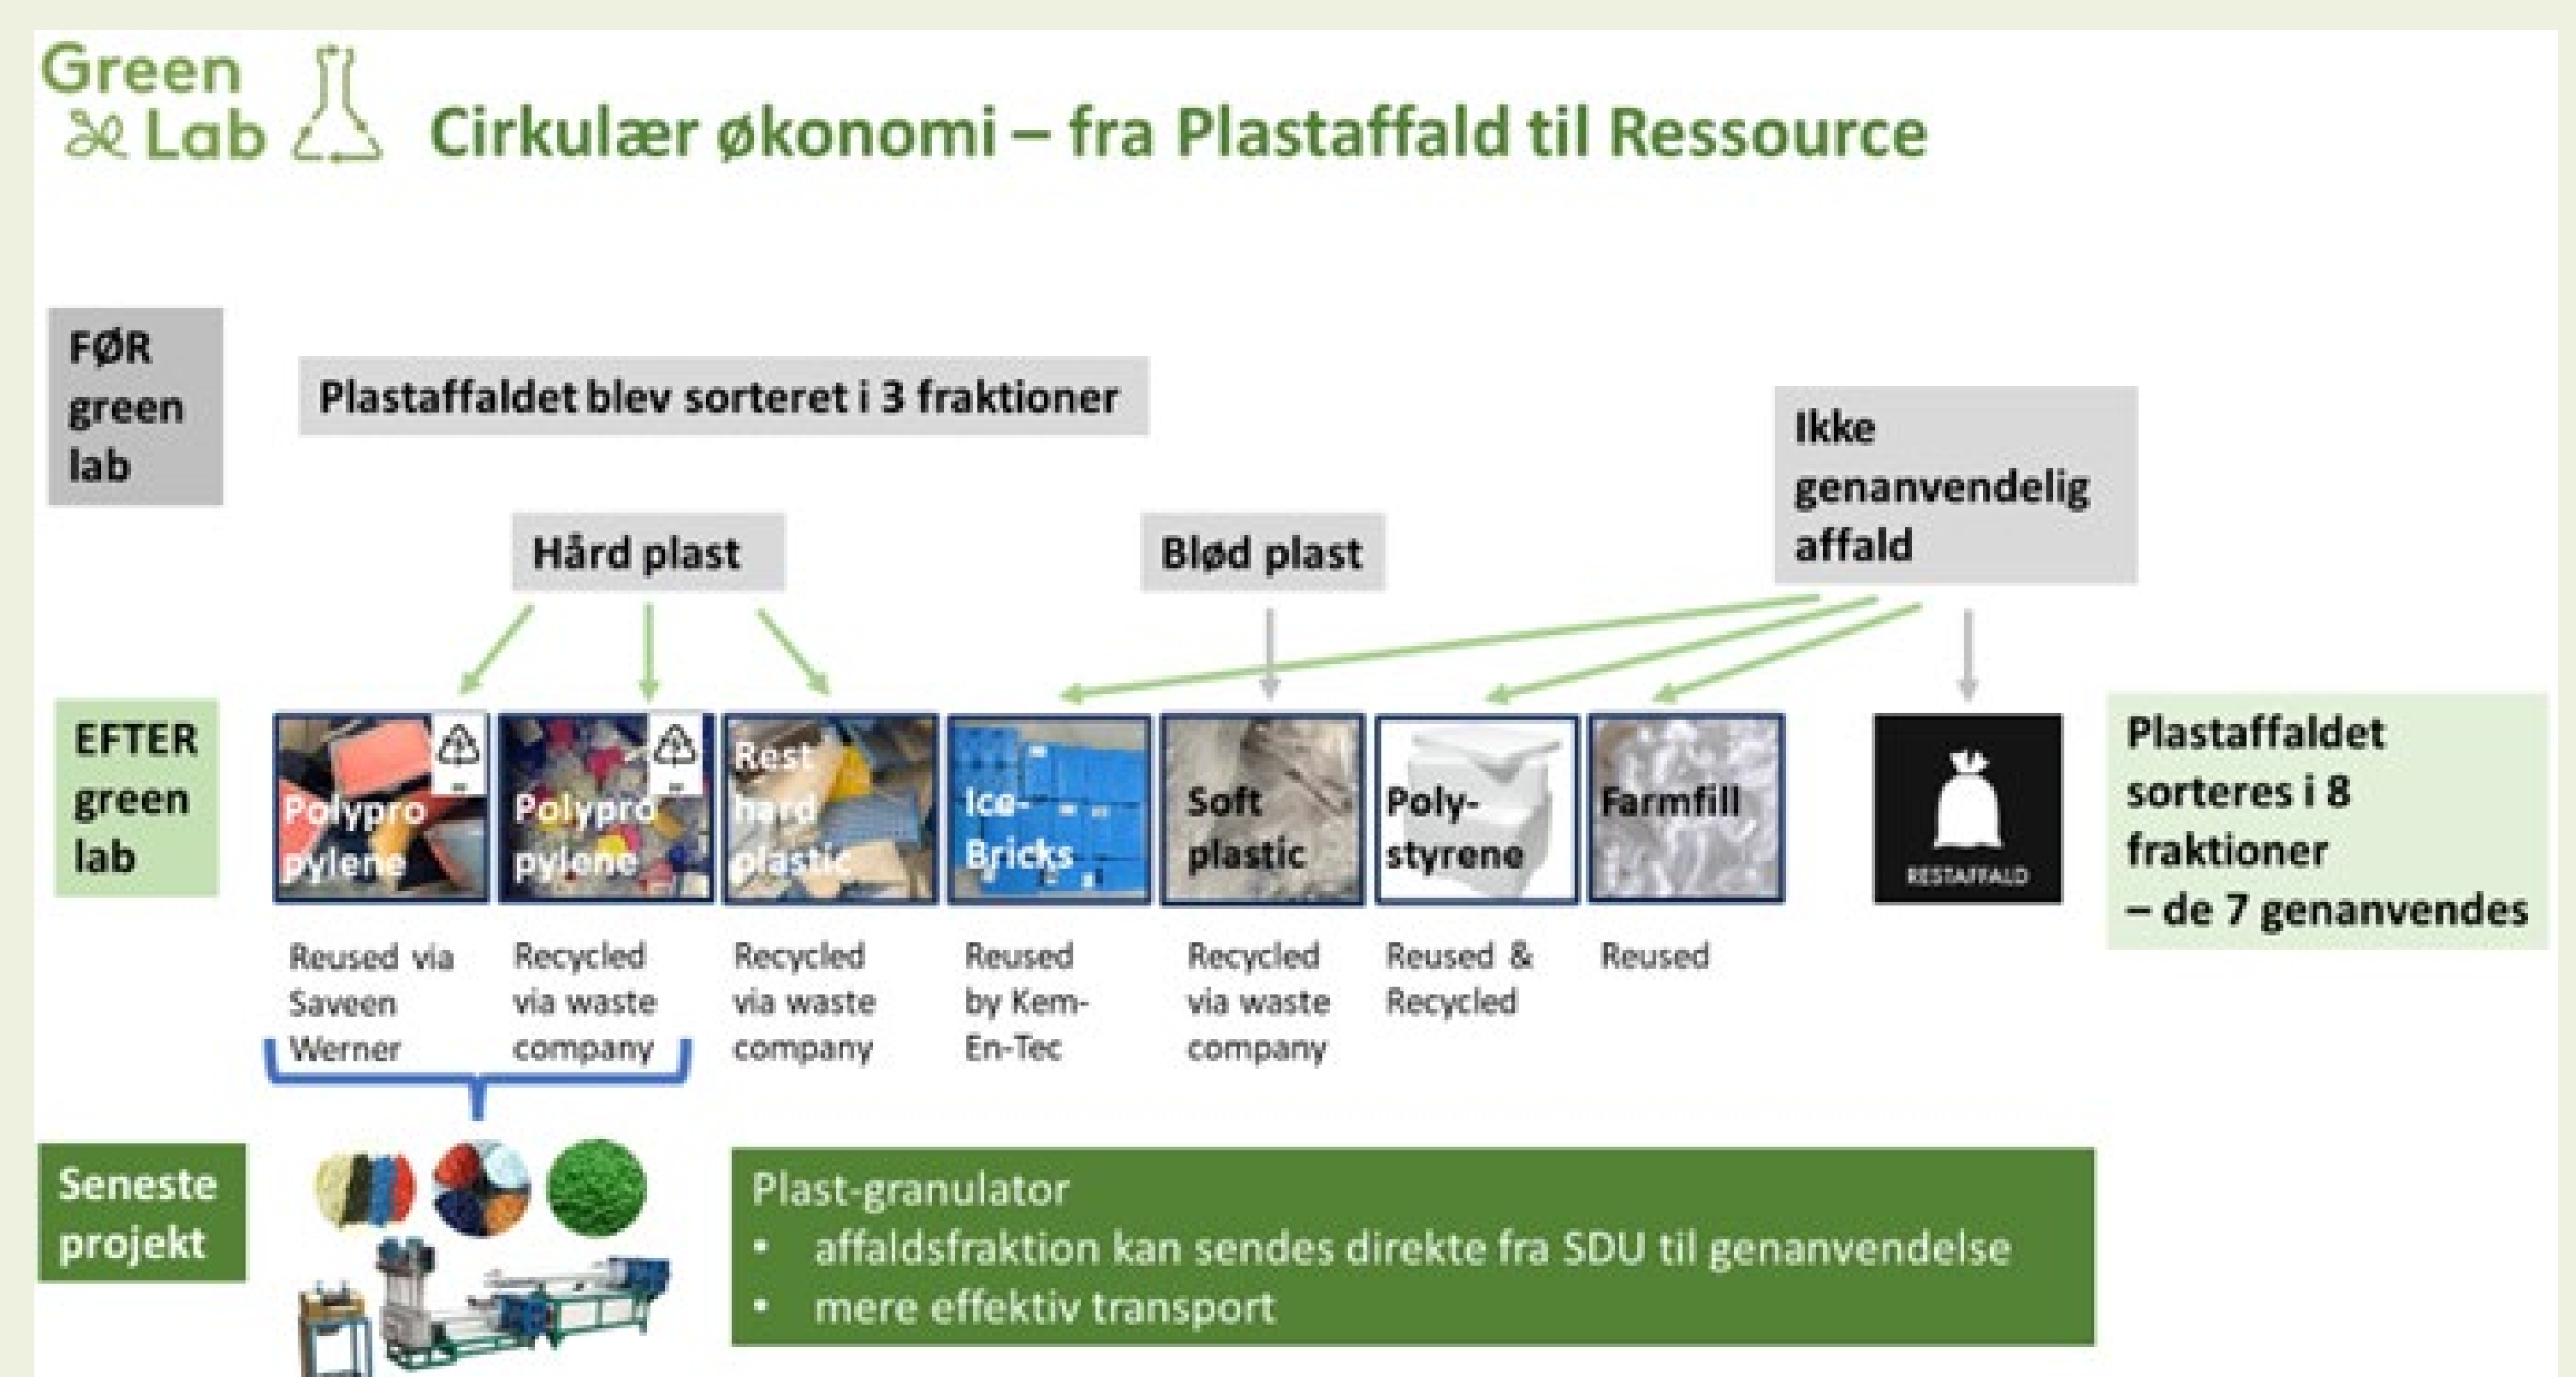 Green
Lab
Cirkulær økonomi – fra Plastaffald til Ressource
FØR
green
lab
Plastaffaldet blev sorteret i 3 fraktioner
Ikke
genanvendelig
affald
Hård plast
Blød plast
EFTER
green
lab
Polypro
pylene
Polypro
pylene
Rest
hard
plastic
Ice-
Bricks
Soft
plastic
Poly-
styrene
Farmfill
RESTAFFALD
Plastaffaldet
sorteres i 8
fraktioner
– de 7 genanvendes
Reused via
Saveen
Werner
Recycled
via waste
company
Recycled
via waste
company
Reused
by Kem-
En-Tec
Recycled
via waste
company
Reused &
Recycled
Reused
Seneste
projekt
Plast-granulator
• affaldsfraktion kan sendes direkte fra SDU til genanvendelse
• mere effektiv transport